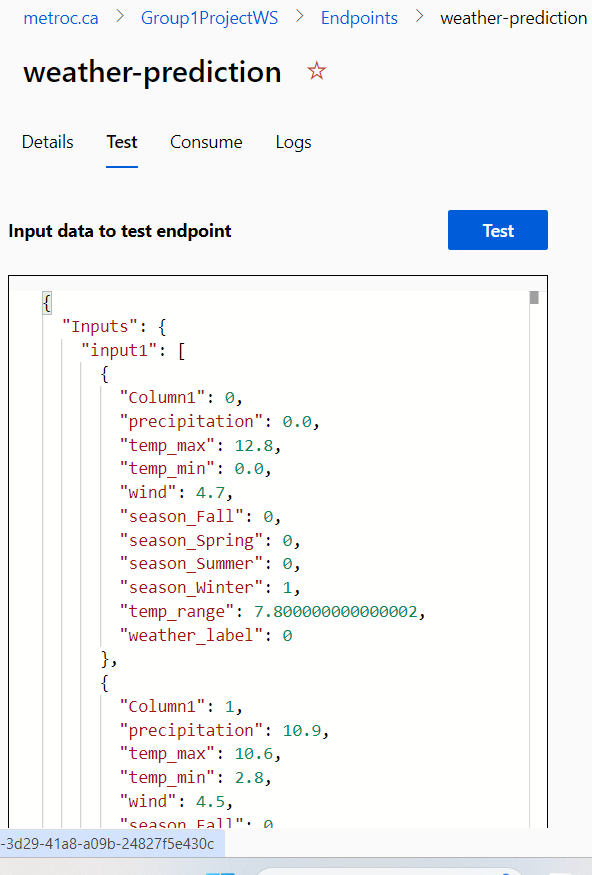 metroc.ca > Group1ProjectWS > Endpoints > weather-prediction
weather-prediction
Details Test Consume Logs
Input data to test endpoint Test
{
"Inputs": {
"input1": [
{
"Column1": 0,
"precipitation": 0.0,
"temp_max": 12.8,
"temp_min": 0.0,
"wind": 4.7,
"season_Fall": 0,
"season_Spring": 0,
"season_Summer": 0,
"season_Winter": 1,
"temp_range": 7.800000000000002,
"weather_label": 0
},
{
"Column1": 1,
"precipitation": 10.9,
"temp_max": 10.6,
"temp_min": 2.8,
"wind": 4.5,
"season_Fall": 0
-3d29-41a8-a09b-24827f5e430c